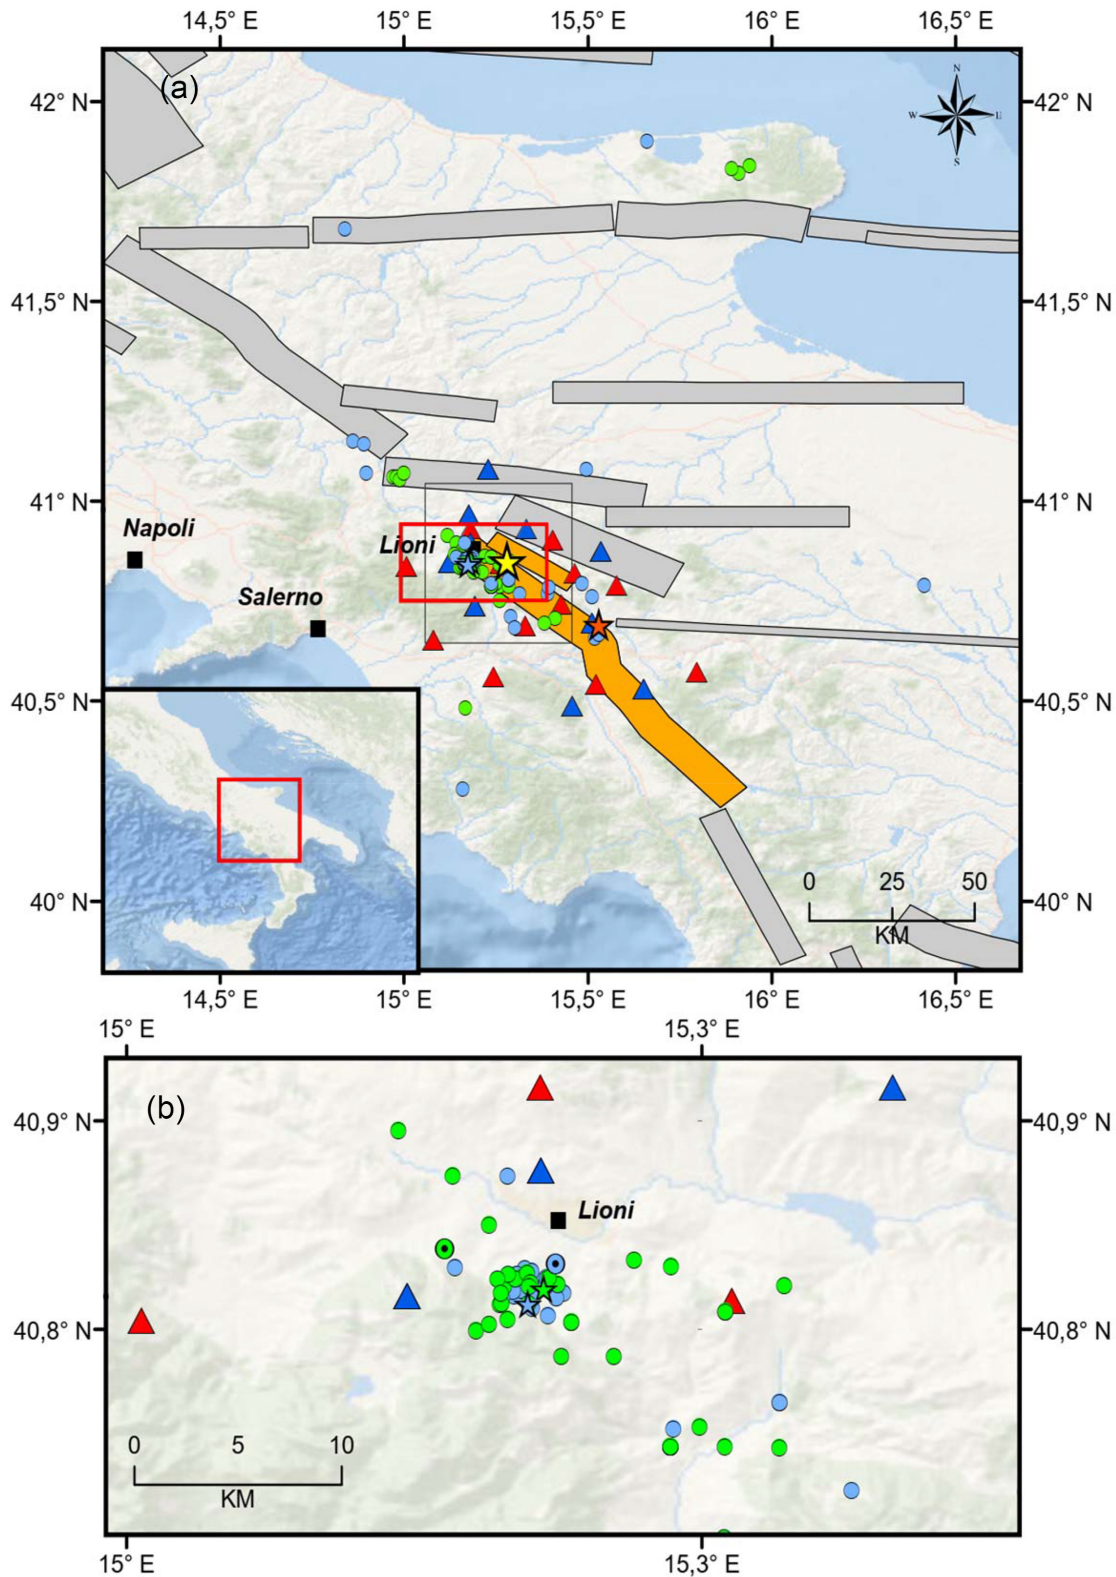 14,5° E 15° E 15,5° E 16° E 16,5° E
(a)
N
W E
S
42° N 42° N
41,5° N 41,5° N
41° N 41° N
Napoli
Lioni
Salerno
40,5° N 40,5° N
0 25 50
KM
40° N 40° N
14,5° E 15° E 15,5° E 16° E 16,5° E
15° E 15,3° E
(b)
40,9° N 40,9° N
Lioni
40,8° N 40,8° N
0 5 10
KM
15° E 15,3° E